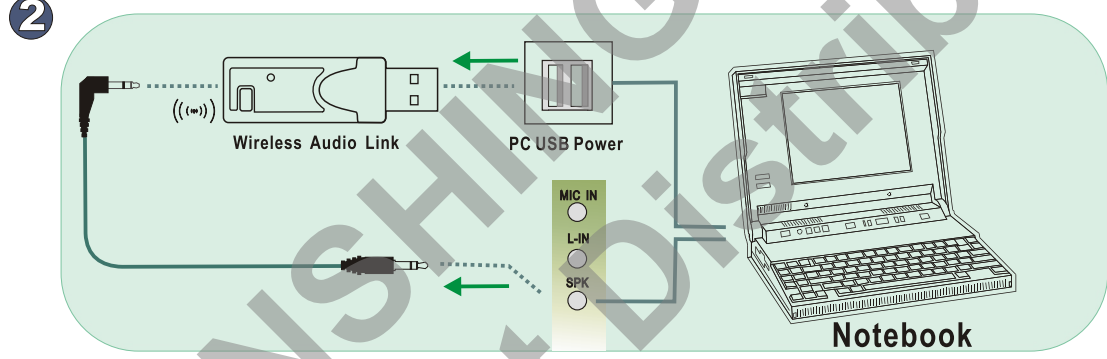 2
Wireless Audio Link
PC USB Power
MIC IN
L-IN
SPK
Notebook